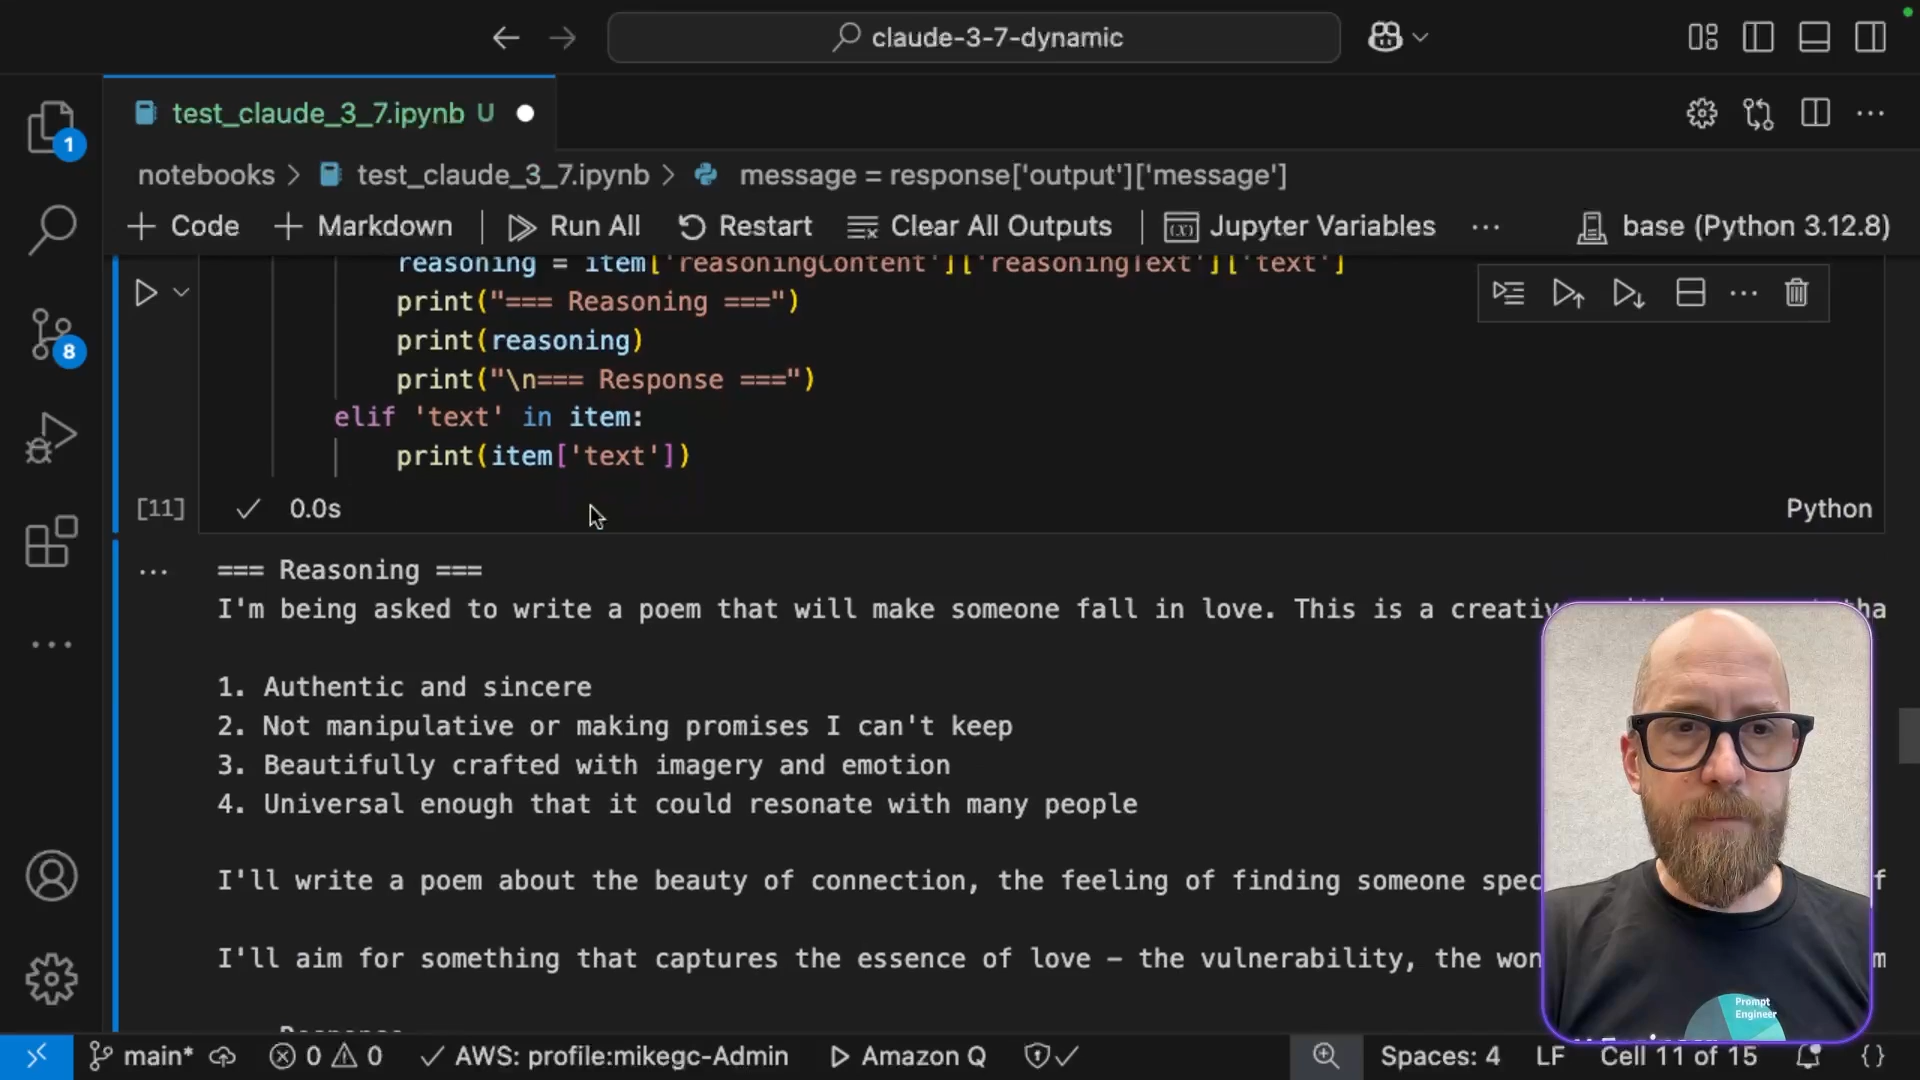 claude-3-7-dynamic
test_claude_3_7.ipynb U
1
notebooks > test_claude_3_7.ipynb > message = response['output']['message']
+ Code + Markdown | Run All Restart Clear All Outputs | Jupyter Variables ... base (Python 3.12.8)
reasoning = item['reasoningContent']['reasoningText']['text']
print("=== Reasoning ===")
print(reasoning)
print("\n=== Response ===")
8
elif 'text' in item:
print(item['text'])
[11] 0.0s Python
=== Reasoning ===
I'm being asked to write a poem that will make someone fall in love. This is a
1. Authentic and sincere
2. Not manipulative or making promises I can't keep
3. Beautifully crafted with imagery and emotion
4. Universal enough that it could resonate with many people
I'll write a poem about the beauty of connection, the feeling of finding someone
I'll aim for something that captures the essence of love – the vulnerability, the
Prompt
Engineer
Response
main* 0 0 AWS: profile:mikegc-Admin Amazon Q Spaces: 4 LF Cell 11 of 15 {}